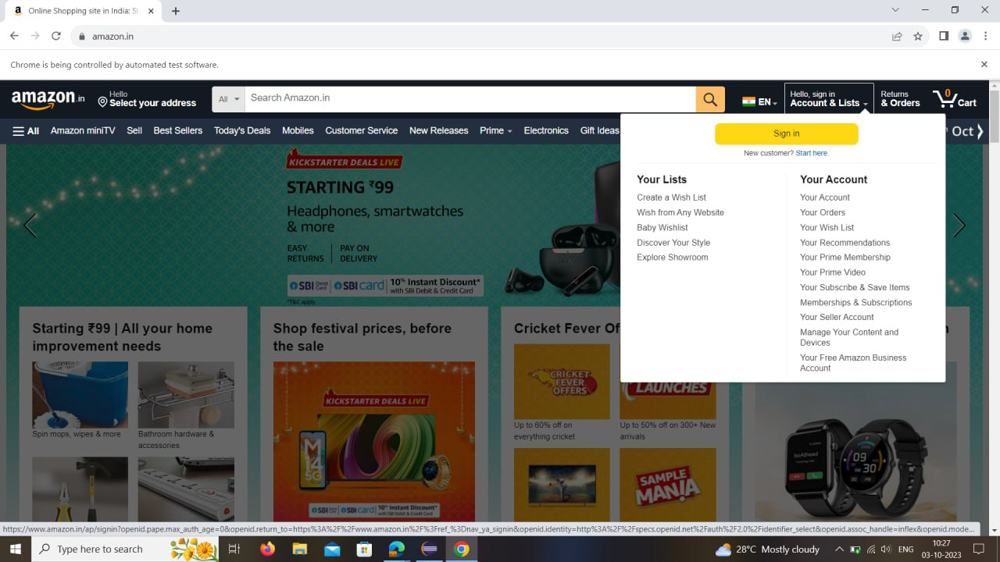 Online Shopping site in India: Sh
amazon.in
Chrome is being controlled by automated test software.
amazon.in
Hello
Select your address
All
Search Amazon.in
EN
Hello, sign in
Account & Lists
Returns
& Orders
0
Cart
All
Amazon miniTV
Sell
Best Sellers
Today's Deals
Mobiles
Customer Service
New Releases
Prime
Electronics
Gift Ideas
Oct
Sign in
New customer? Start here.
Your Lists
Create a Wish List
Wish from Any Website
Baby Wishlist
Discover Your Style
Explore Showroom
Your Account
Your Account
Your Orders
Your Wish List
Your Recommendations
Your Prime Membership
Your Prime Video
Your Subscribe & Save Items
Memberships & Subscriptions
Your Seller Account
Manage Your Content and
Devices
Your Free Amazon Business
Account
KICKSTARTER DEALS LIVE
STARTING ₹99
Headphones, smartwatches
& more
EASY
RETURNS
PAY ON
DELIVERY
SBI Debit Card
SBI card
10% Instant Discount*
with SBI Debit & Credit Card
*T&C apply
Starting ₹99 | All your home
improvement needs
Spin mops, wipes & more
Bathroom hardware &
accessories
Shop festival prices, before
the sale
KICKSTARTER DEALS LIVE
M
14
5G
SBI
SBI card
10% Instant Discount*
with SBI Debit & Credit Card
Cricket Fever Of
CRICKET
FEVER
OFFERS
LAUNCHES
Up to 60% off on
everything cricket
Up to 50% off on 300+ New
arrivals
SAMPLE
MANIA
boAthead
09
30
https://www.amazon.in/ap/signin?openid.pape.max_auth_age=0&openid.return_to=https%3A%2F%2Fwww.amazon.in%2F%3Fref_%3Dnav_ya_signin&openid.identity=http%3A%2F%2Fspecs.openid.net%2Fauth%2F2.0%2Fidentifier_select&openid.assoc_handle=inflex&openid.mode...
Type here to search
28°C Mostly cloudy
ENG
10:27
03-10-2023